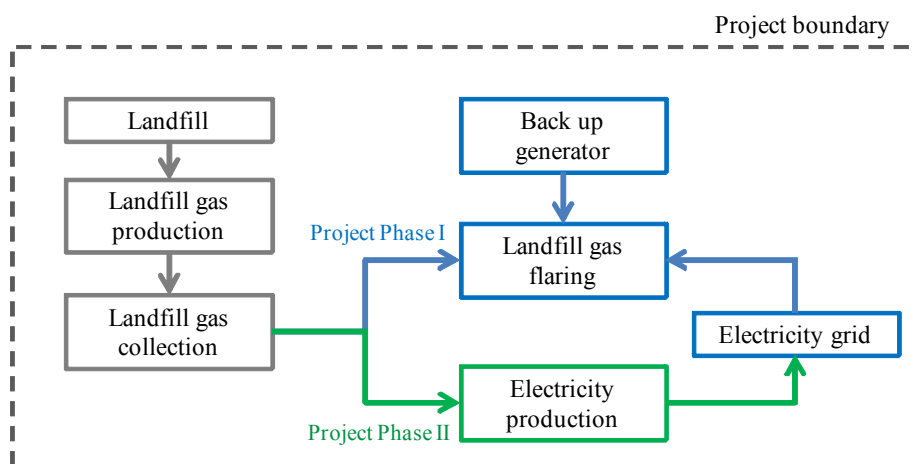 Project boundary
Landfill
Back up
generator
Landfill gas
production
Project Phase I
Landfill gas
flaring
Landfill gas
collection
Electricity grid
Electricity
production
Project Phase II